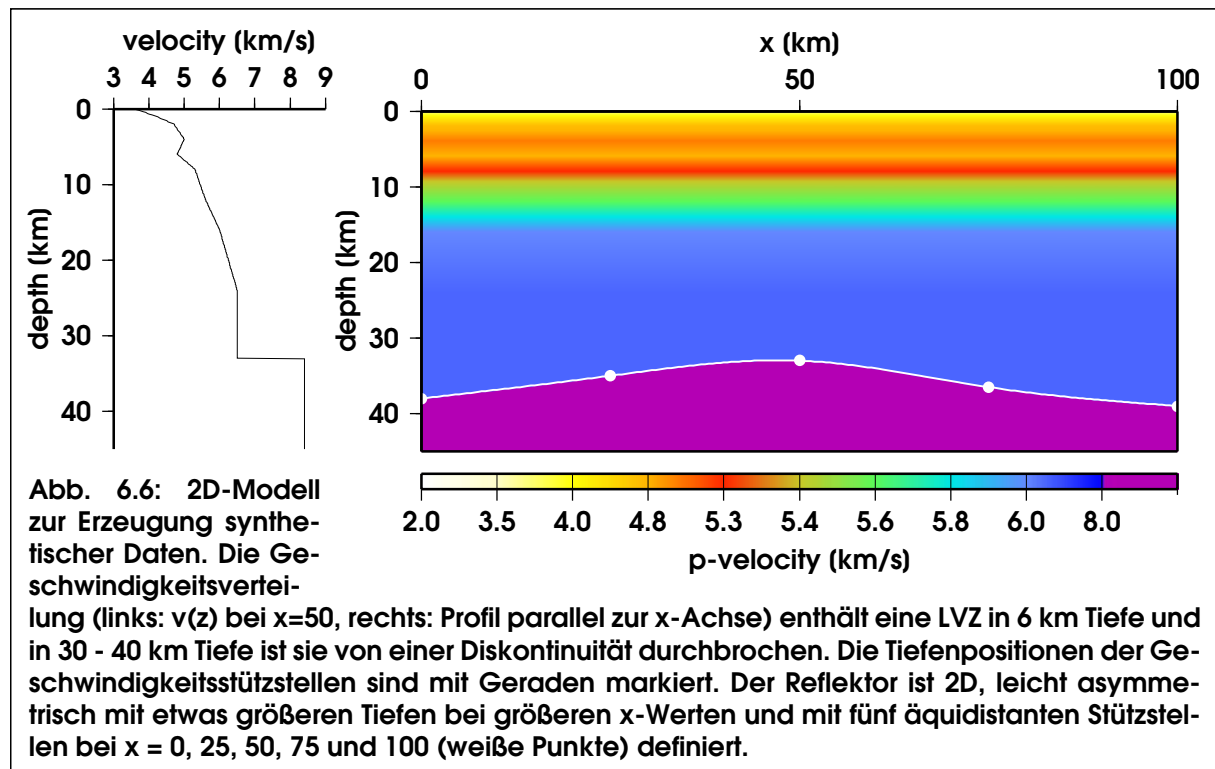 velocity (km/s)
3 4 5 6 7 8 9
0
10
20
30
40
depth (km)
x (km)
0 50 100
0
10
20
30
40
depth (km)
2.0 3.5 4.0 4.8 5.3 5.4 5.6 5.8 6.0 8.0
p-velocity (km/s)
Abb. 6.6: 2D-Modell
zur Erzeugung synthe-
tischer Daten. Die Ge-
schwindigkeitsvertei-
lung (links: v(z) bei x=50, rechts: Profil parallel zur x-Achse) enthält eine LVZ in 6 km Tiefe und
in 30 - 40 km Tiefe ist sie von einer Diskontinuität durchbrochen. Die Tiefenpositionen der Ge-
schwindigkeitsstützstellen sind mit Geraden markiert. Der Reflektor ist 2D, leicht asymme-
trisch mit etwas größeren Tiefen bei größeren x-Werten und mit fünf äquidistanten Stützstel-
len bei x = 0, 25, 50, 75 und 100 (weiße Punkte) definiert.